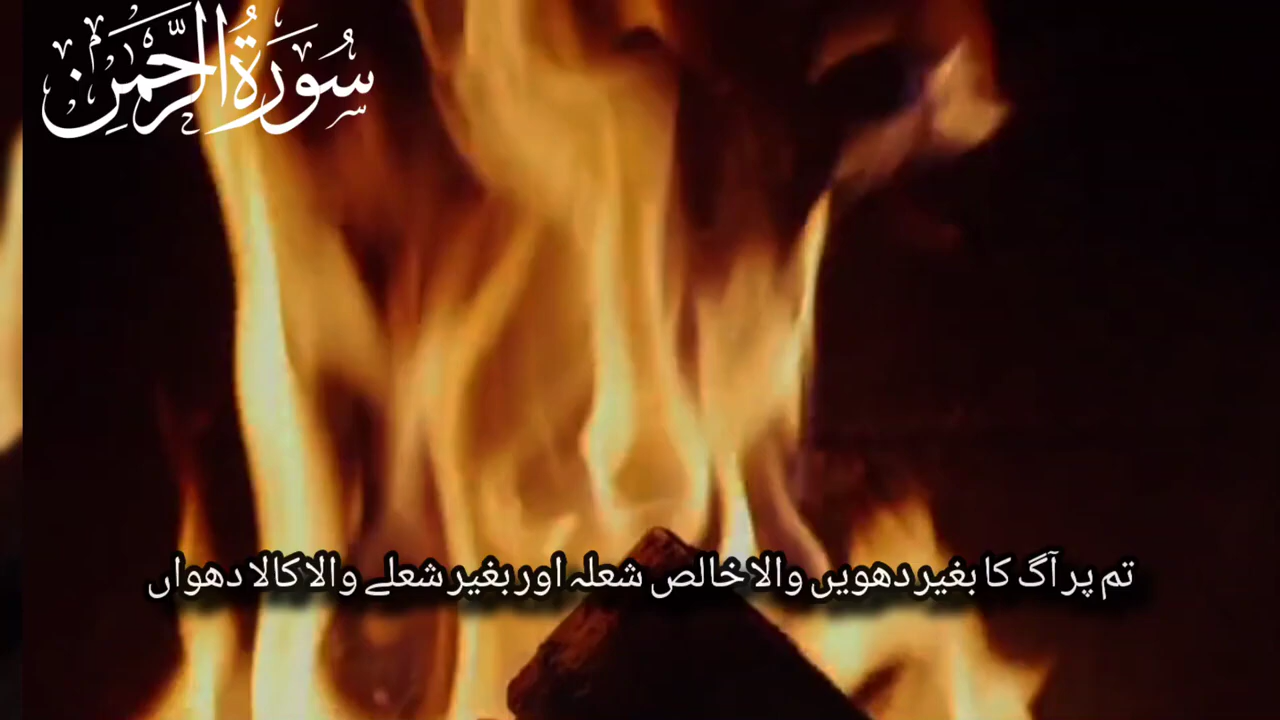 سُورَةُ الرَّحْمَٰن
تم پر آگ کا بغیر دھویں والا خالص شعلہ اور بغیر شعلے والا کالا دھواں